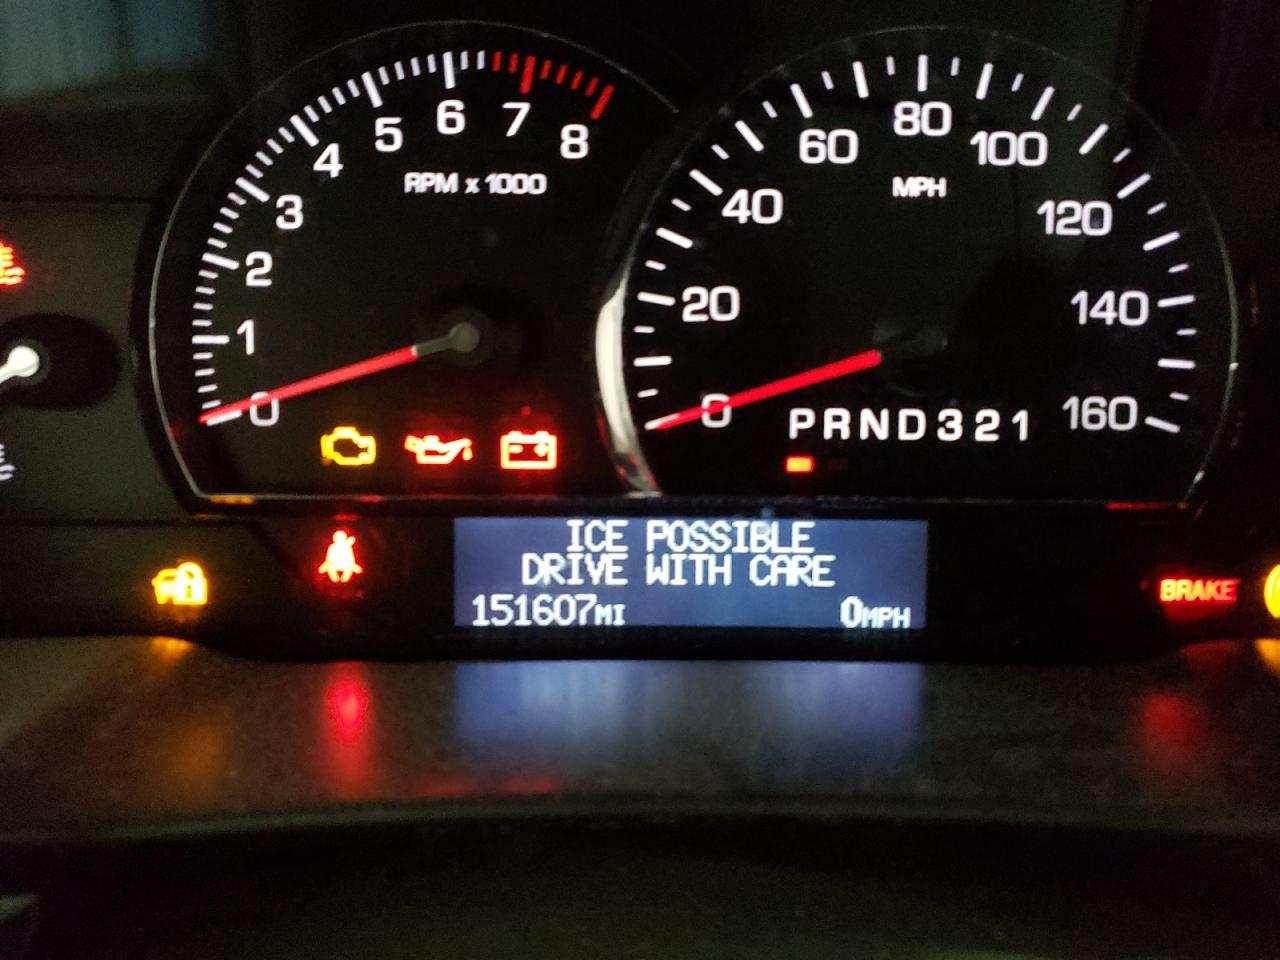 0
1
2
3
4
5
6
7
8
RPM x 1000
0
20
40
60
80
100
120
140
160
MPH
PRND321
ICE POSSIBLE
DRIVE WITH CARE
151607MI 0MPH
BRAKE